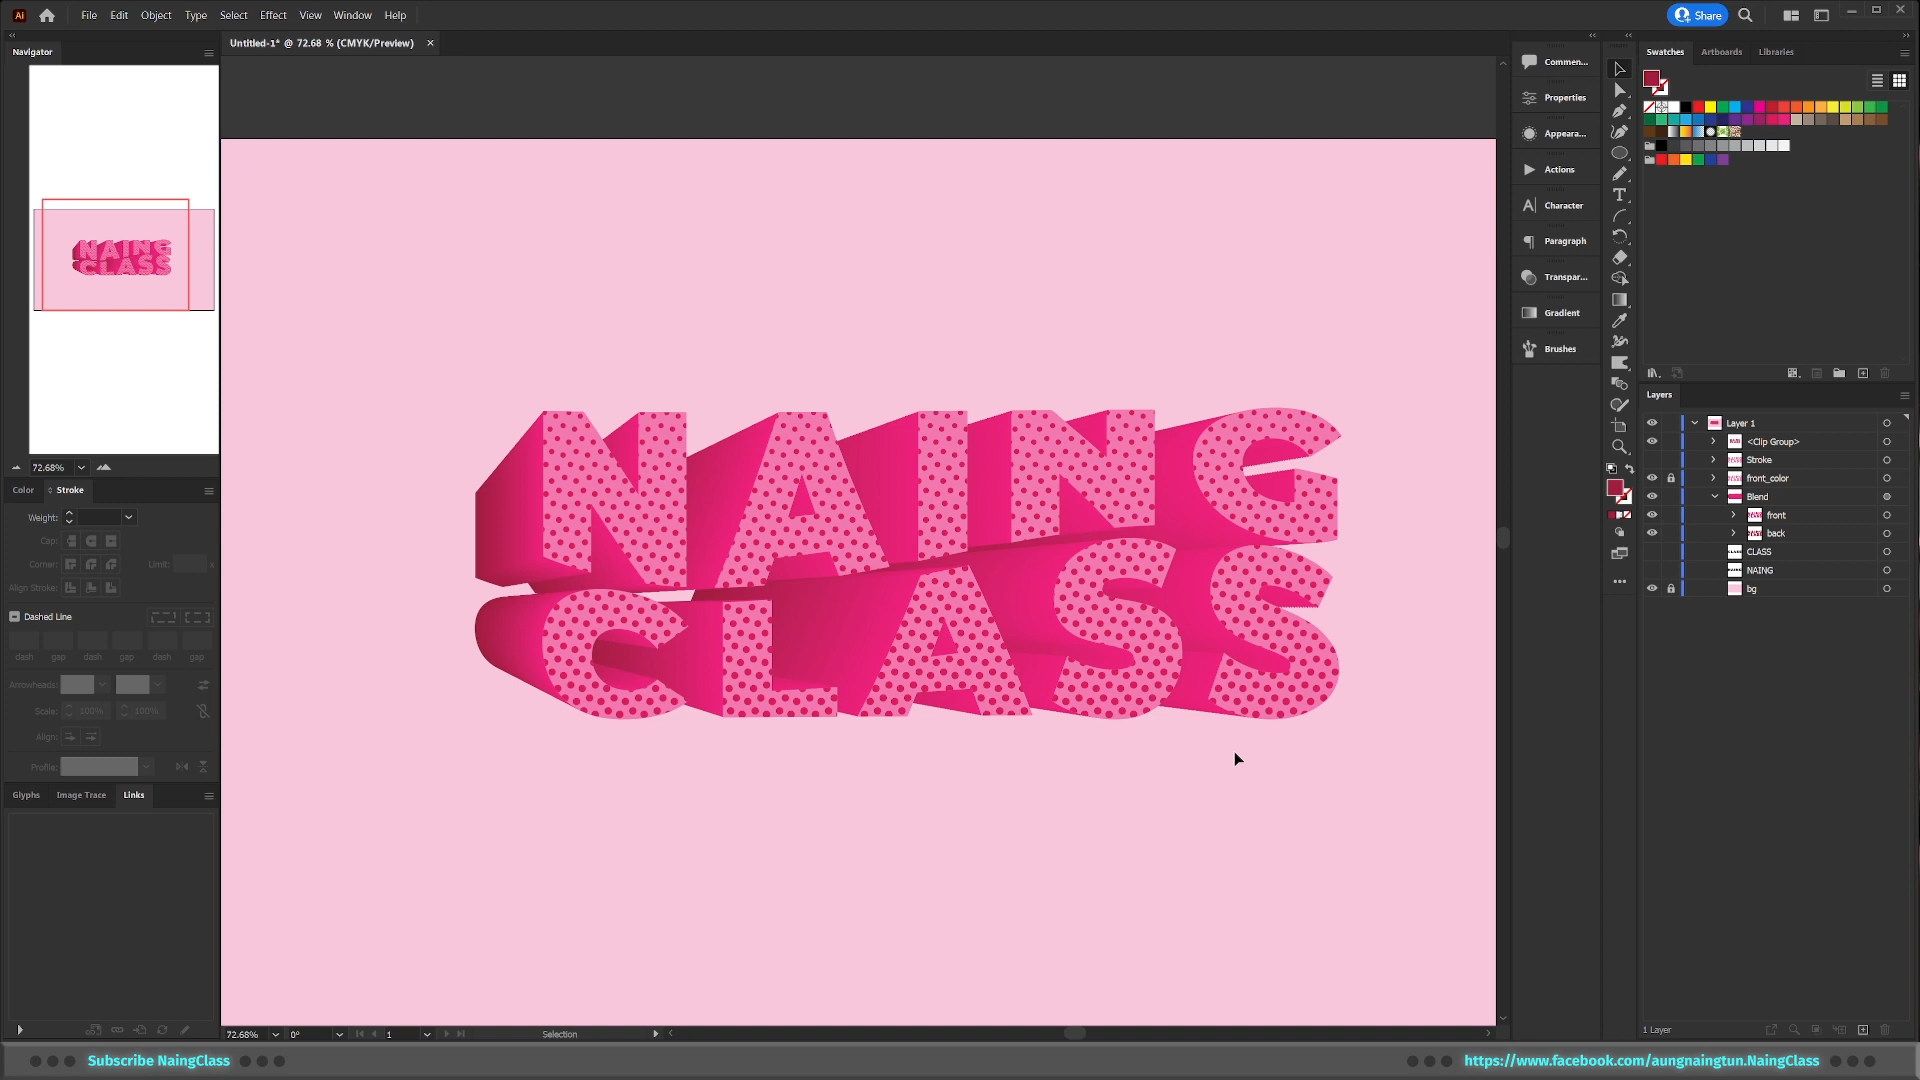 Ai File Edit Object Type Select Effect View Window Help Share
Navigator
Untitled-1* @ 72.68 % (CMYK/Preview)
NAING
CLASS
72.68%
Color Stroke
Weight:
Cap:
Corner: Limit: x
Align Stroke:
Dashed Line
dash gap dash gap dash gap
Arrowheads:
Scale: 100% 100%
Align:
Profile:
Glyphs Image Trace Links
NAING
CLASS
72.68% 0° 1 Selection
Commen...
Properties
Appeara...
Actions
Character
Paragraph
Transpar...
Gradient
Brushes
Swatches Artboards Libraries
Layers
Layer 1
<Clip Group>
Stroke
front_color
Blend
front
back
CLASS
NAING
bg
1 Layer
Subscribe NaingClass
https://www.facebook.com/aungnaingtun.NaingClass